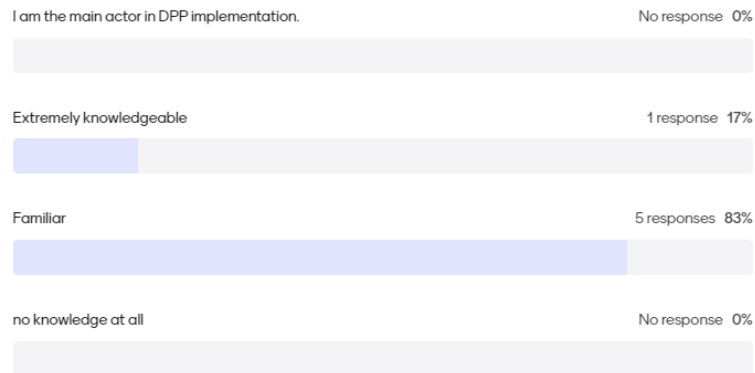 I am the main actor in DPP implementation. No response 0%
Extremely knowledgeable 1 response 17%
Familiar 5 responses 83%
no knowledge at all No response 0%